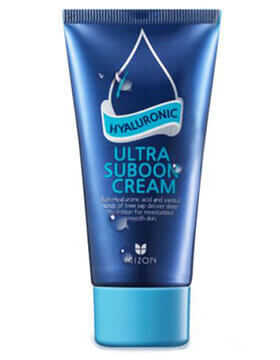 HYALURONIC
ULTRA
SUBOON
CREAM
Rich Hyaluronic acid and various
kinds of tree sap deliver deep
hydration for moisturized
smooth skin.
MIZON